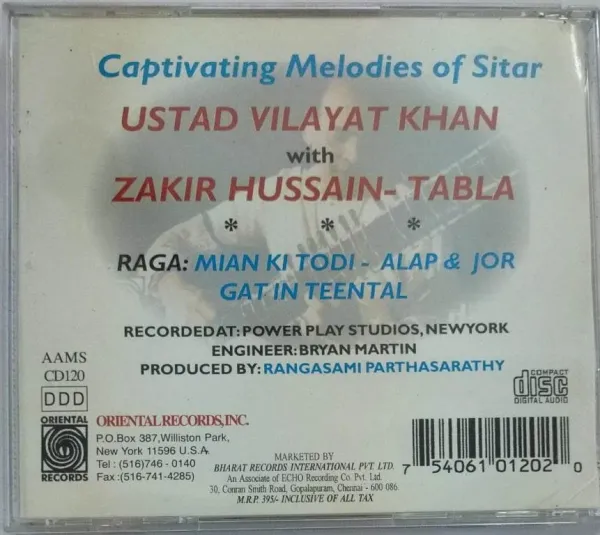 Captivating Melodies of Sitar
USTAD VILAYAT KHAN
with
ZAKIR HUSSAIN- TABLA
* * *
RAGA: MIAN KI TODI - ALAP & JOR
GAT IN TEENTAL
RECORDEDAT: POWER PLAY STUDIOS, NEWYORK
ENGINEER: BRYAN MARTIN
PRODUCED BY: RANGASAMI PARTHASARATHY
AAMS
CD120
DDD
ORIENTAL
RECORDS
ORIENTAL RECORDS, INC.
P.O.Box 387, Williston Park,
New York 11596 U.S.A.
Tel : (516)746 - 0140
Fax :(516-741-4285)
MARKETED BY
BHARAT RECORDS INTERNATIONAL PVT. LTD.
An Associate of ECHO Recording Co. Pvt Ltd.
30, Conran Smith Road, Gopalapuram, Chennai - 600 086.
M.R.P. 395/- INCLUSIVE OF ALL TAX
COMPACT
disc
DIGITAL AUDIO
7 54061 01202 0